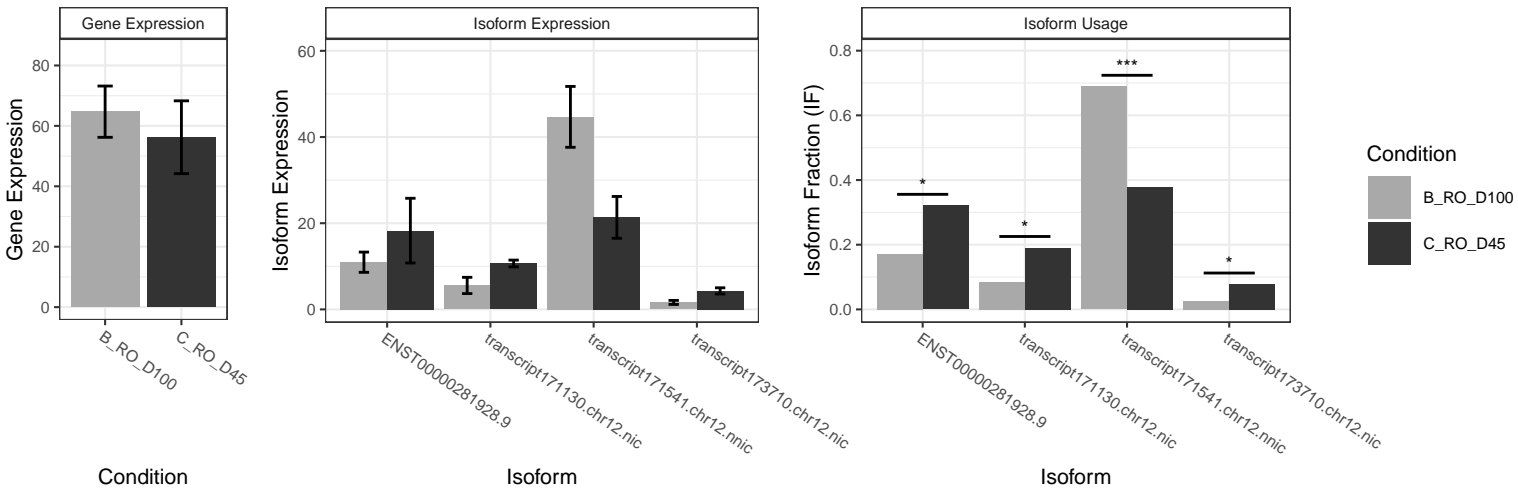 Gene Expression
Gene Expression
0
20
40
60
80
B_RO_D100
C_RO_D45
Condition
Isoform Expression
Isoform Expression
0
20
40
60
ENST00000281928.9
transcript171130.chr12.nic
transcript171541.chr12.nnic
transcript173710.chr12.nic
Isoform
Isoform Usage
Isoform Fraction (IF)
0.0
0.2
0.4
0.6
0.8
*
*
***
*
ENST00000281928.9
transcript171130.chr12.nic
transcript171541.chr12.nnic
transcript173710.chr12.nic
Isoform
Condition
B_RO_D100
C_RO_D45